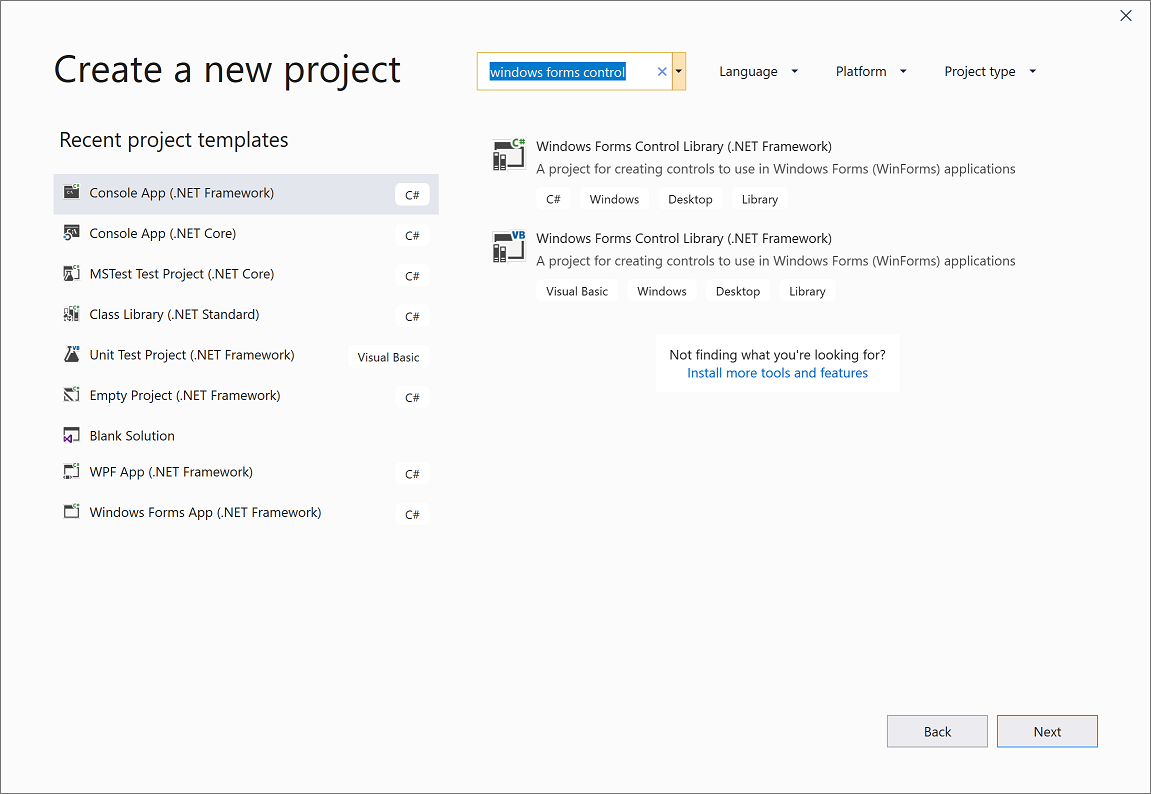 Create a new project
windows forms control
Language
Platform
Project type
Recent project templates
Console App (.NET Framework) C#
Console App (.NET Core) C#
MSTest Test Project (.NET Core) C#
Class Library (.NET Standard) C#
Unit Test Project (.NET Framework) Visual Basic
Empty Project (.NET Framework) C#
Blank Solution
WPF App (.NET Framework) C#
Windows Forms App (.NET Framework) C#
C#
Windows Forms Control Library (.NET Framework)
A project for creating controls to use in Windows Forms (WinForms) applications
C# Windows Desktop Library
VB
Windows Forms Control Library (.NET Framework)
A project for creating controls to use in Windows Forms (WinForms) applications
Visual Basic Windows Desktop Library
Not finding what you're looking for?
Install more tools and features
Back
Next